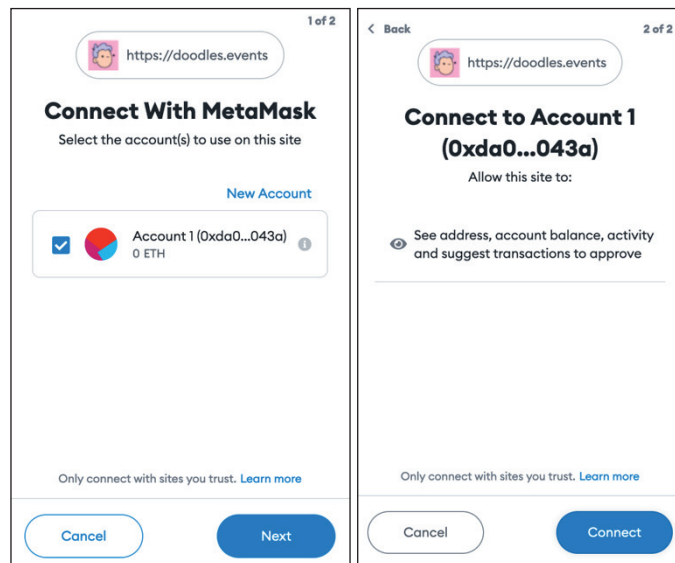 1 of 2
https://doodles.events
Connect With MetaMask
Select the account(s) to use on this site
New Account
Account 1 (0xda0...043a)
0 ETH
Only connect with sites you trust. Learn more
Cancel
Next
< Back
2 of 2
https://doodles.events
Connect to Account 1
(0xda0...043a)
Allow this site to:
See address, account balance, activity
and suggest transactions to approve
Only connect with sites you trust. Learn more
Cancel
Connect